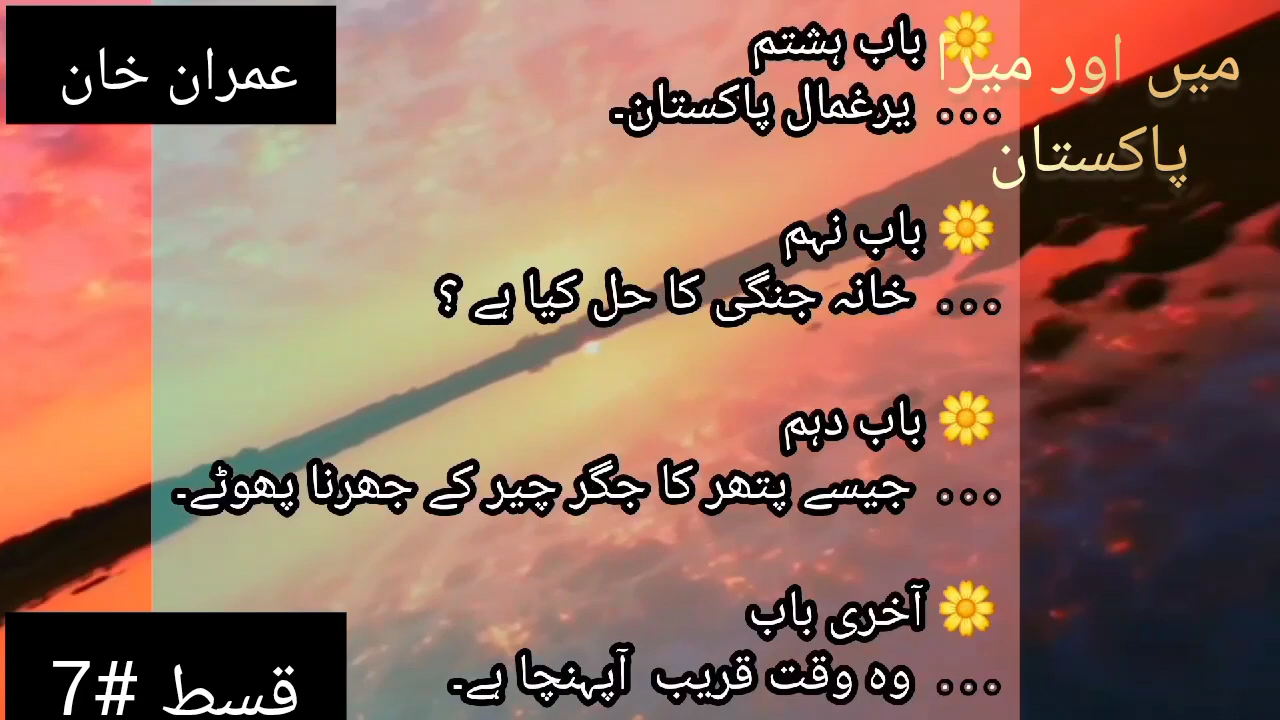 میں اور میرا
پاکستان
عمران خان
🌼 باب ہشتم
... یرغمال پاکستان۔
🌼 باب نہم
... خانہ جنگی کا حل کیا ہے ؟
🌼 باب دہم
... جیسے پتھر کا جگر چیر کے جھرنا پھوٹے۔
🌼 آخری باب
... وہ وقت قریب آپہنچا ہے۔
قسط #7